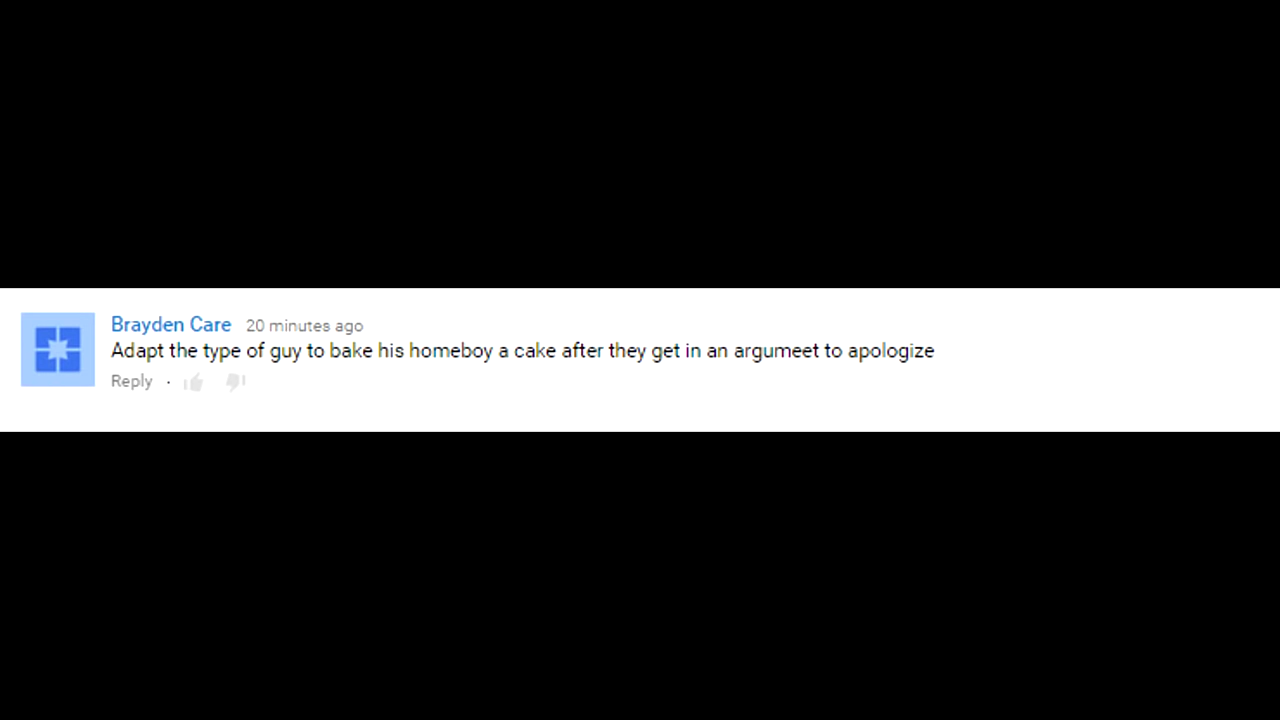 Brayden Care 20 minutes ago
Adapt the type of guy to bake his homeboy a cake after they get in an argumeet to apologize
Reply ·